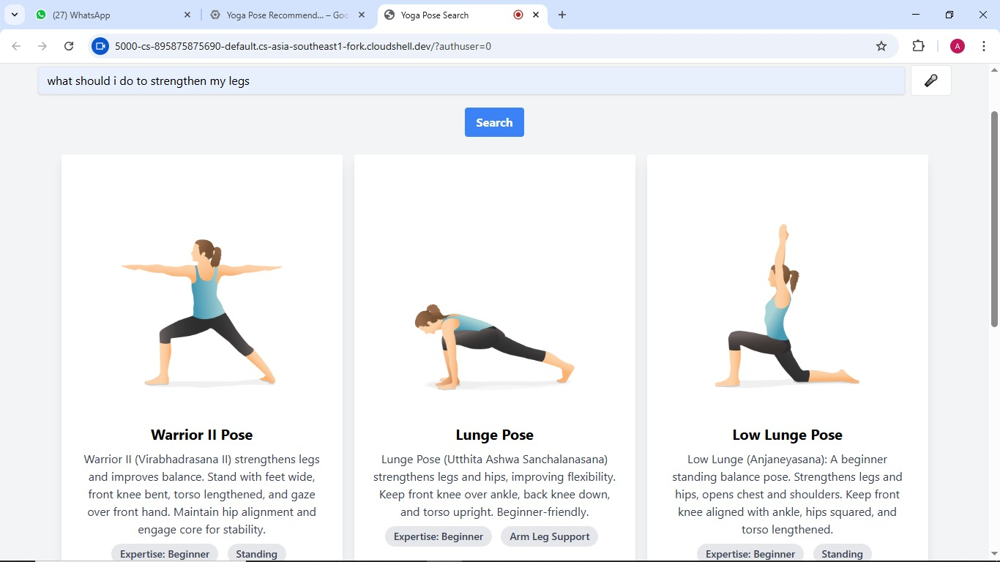 (27) WhatsApp
Yoga Pose Recommend... – Goo
Yoga Pose Search
5000-cs-895875875690-default.cs-asia-southeast1-fork.cloudshell.dev/?authuser=0
A
what should i do to strengthen my legs
Search
Warrior II Pose
Warrior II (Virabhadrasana II) strengthens legs
and improves balance. Stand with feet wide,
front knee bent, torso lengthened, and gaze
over front hand. Maintain hip alignment and
engage core for stability.
Expertise: Beginner
Standing
Lunge Pose
Lunge Pose (Utthita Ashwa Sanchalanasana)
strengthens legs and hips, improving flexibility.
Keep front knee over ankle, back knee down,
and torso upright. Beginner-friendly.
Expertise: Beginner
Arm Leg Support
Low Lunge Pose
Low Lunge (Anjaneyasana): A beginner
standing balance pose. Strengthens legs and
hips, opens chest and shoulders. Keep front
knee aligned with ankle, hips squared, and
torso lengthened.
Expertise: Beginner
Standing